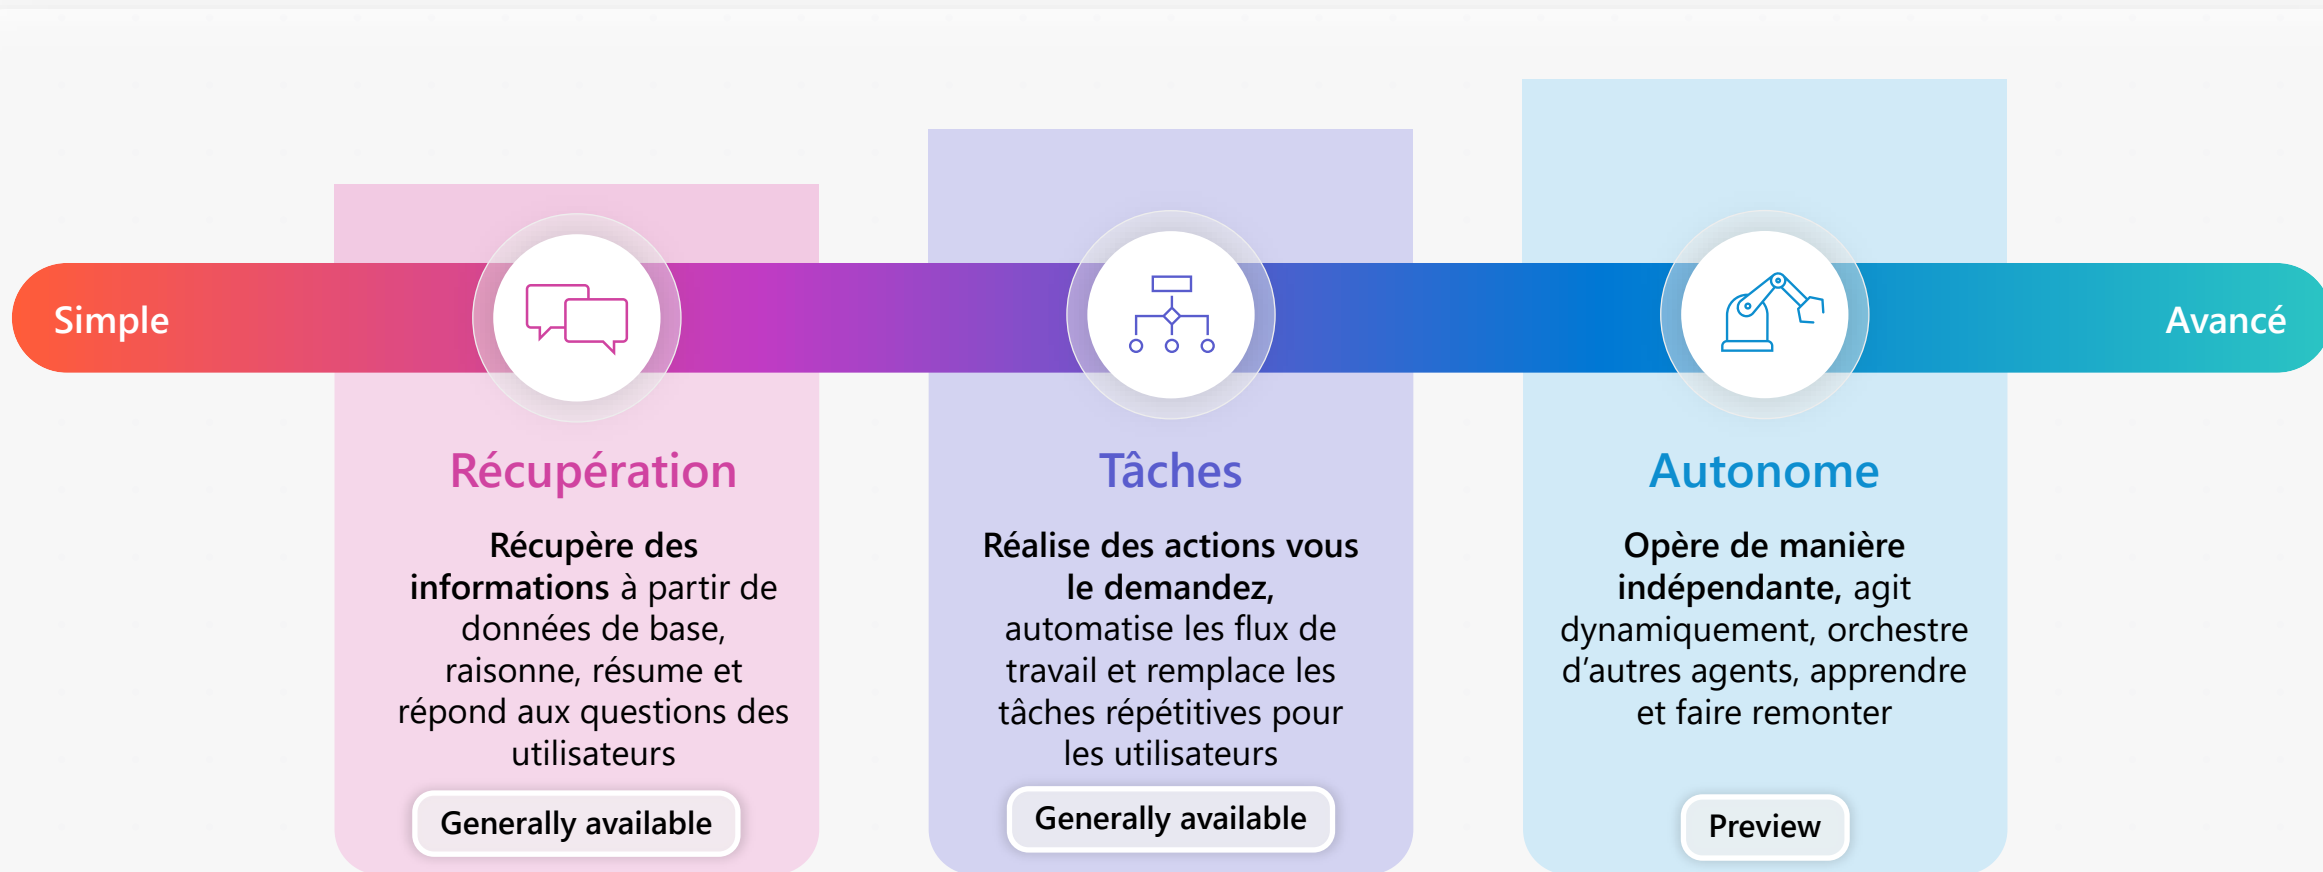 Simple
Avancé
Récupération
Récupère des
informations à partir de
données de base,
raisonne, résume et
répond aux questions des
utilisateurs
Generally available
Tâches
Réalise des actions vous
le demandez,
automatise les flux de
travail et remplace les
tâches répétitives pour
les utilisateurs
Generally available
Autonome
Opère de manière
indépendante, agit
dynamiquement, orchestre
d’autres agents, apprendre
et faire remonter
Preview